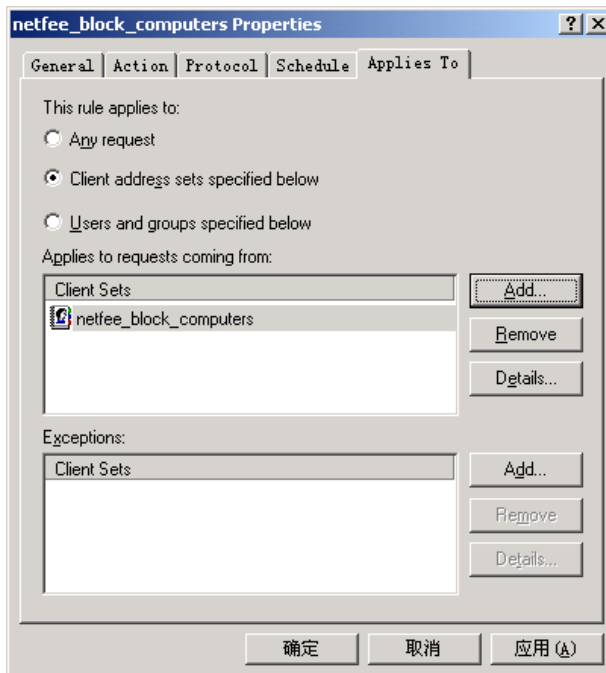 netfee_block_computers Properties
General Action Protocol Schedule Applies To
This rule applies to:
Any request
Client address sets specified below
Users and groups specified below
Applies to requests coming from:
Client Sets
netfee_block_computers
Add...
Remove
Details...
Exceptions:
Client Sets
Add...
Remove
Details...
确定 取消 应用(A)